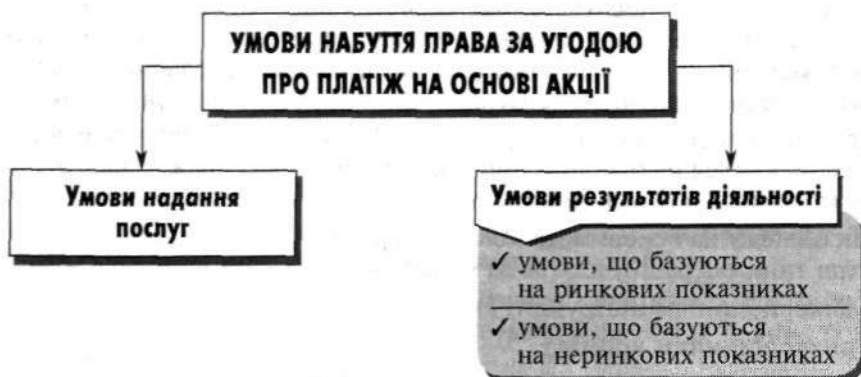 УМОВИ НАБУТТЯ ПРАВА ЗА УГОДОЮ
ПРО ПЛАТІЖ НА ОСНОВІ АКЦІЇ
Умови надання
послуг
Умови результатів діяльності
✓ умови, що базуються
на ринкових показниках
✓ умови, що базуються
на неринкових показниках